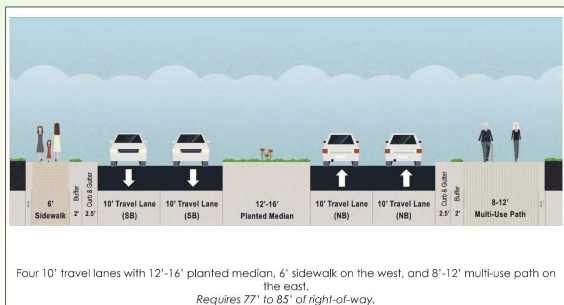 1'
6'
Sidewalk
Buffer
2'
Curb & Gutter
2.5'
10' Travel Lane
(SB)
10' Travel Lane
(SB)
12'-16'
Planted Median
10' Travel Lane
(NB)
10' Travel Lane
(NB)
Curb & Gutter
2.5'
Buffer
2'
8-12'
Multi-Use Path
1'
Four 10' travel lanes with 12'-16' planted median, 6' sidewalk on the west, and 8'-12' multi-use path on
the east.
Requires 77' to 85' of right-of-way.